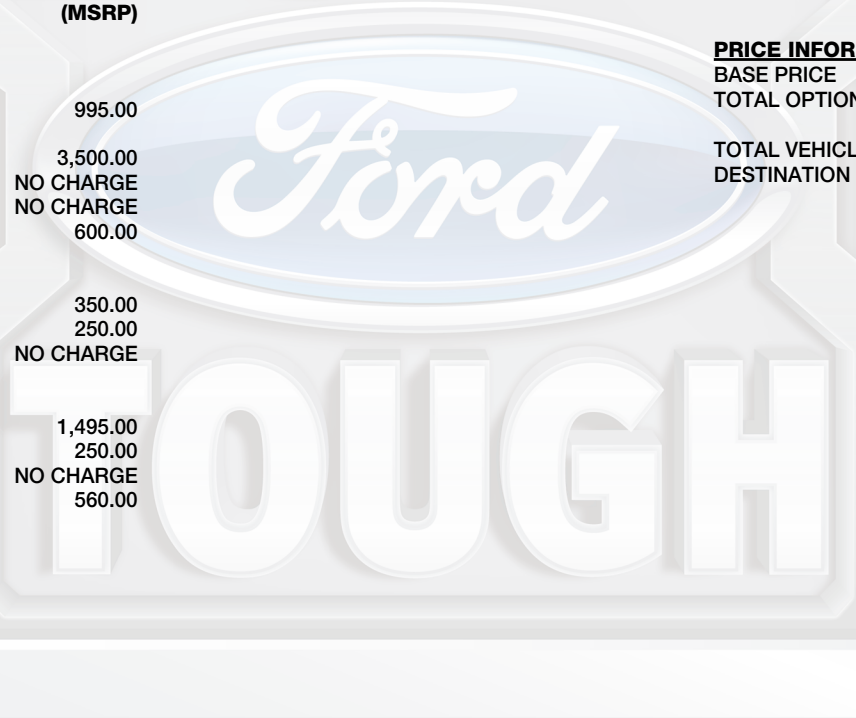 (MSRP)
995.00
3,500.00
NO CHARGE
NO CHARGE
600.00
350.00
250.00
NO CHARGE
1,495.00
250.00
NO CHARGE
560.00
PRICE INFOR
BASE PRICE
TOTAL OPTION
TOTAL VEHICL
DESTINATION
Ford
TOUGH